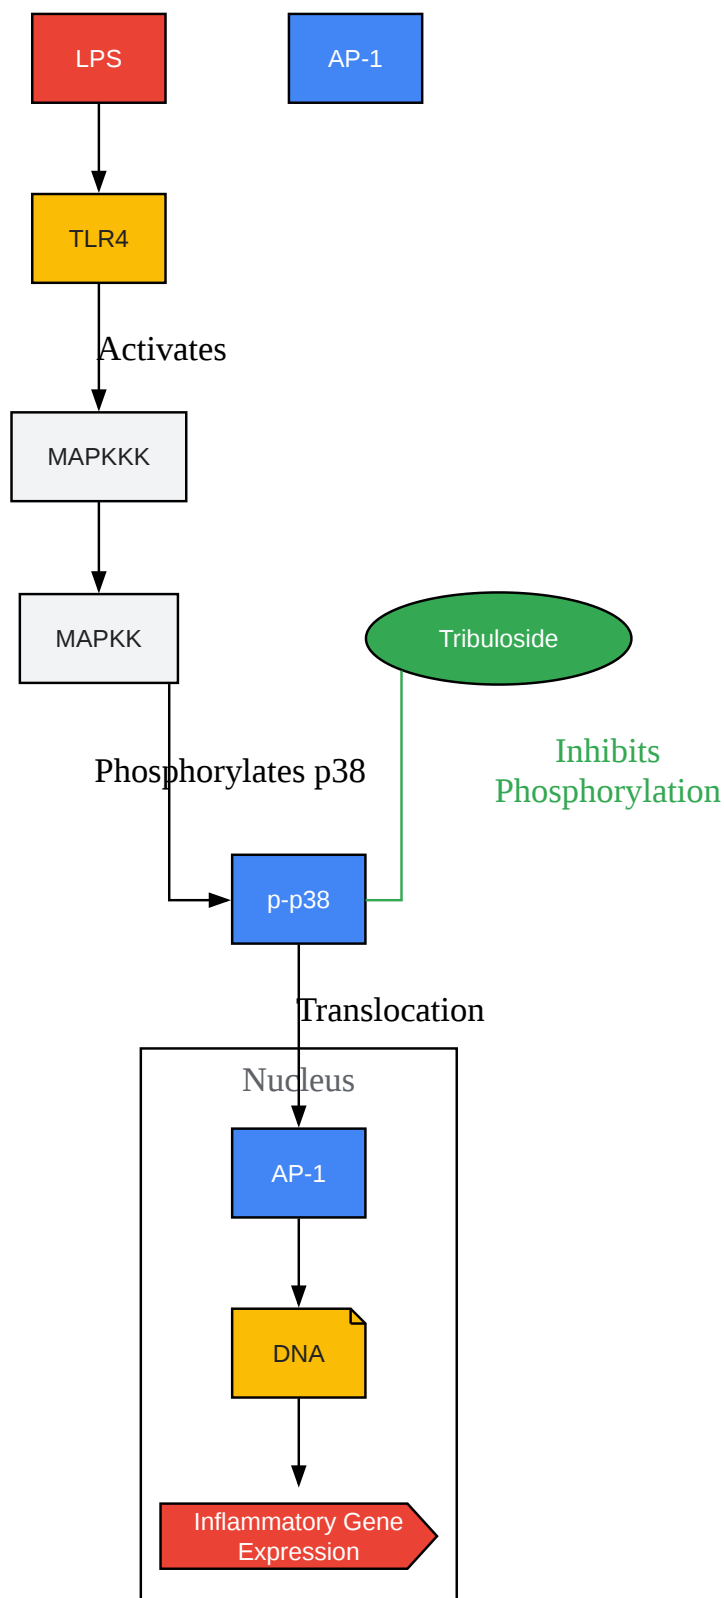 LPS
AP-1
TLR4
Activates
MAPKKK
MAPKK
Tribuloside
Inhibits
Phosphorylation
Phosphorylates p38
p-p38
Translocation
Nucleus
AP-1
DNA
Inflammatory Gene
Expression